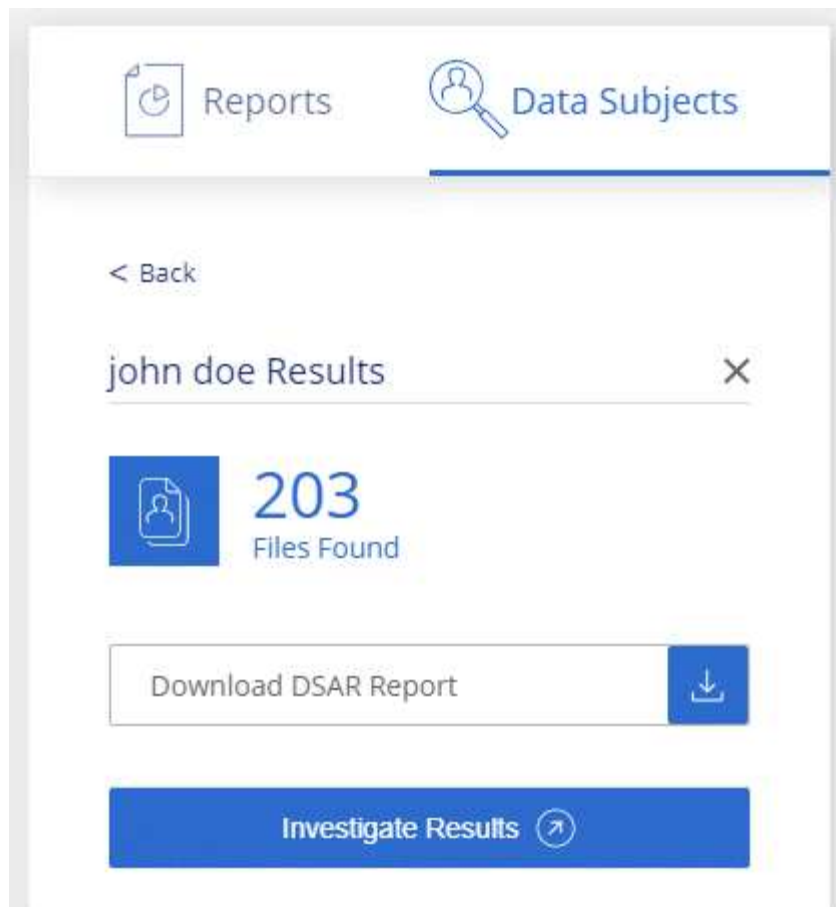 Reports
Data Subjects
< Back
john doe Results
203
Files Found
Download DSAR Report
Investigate Results